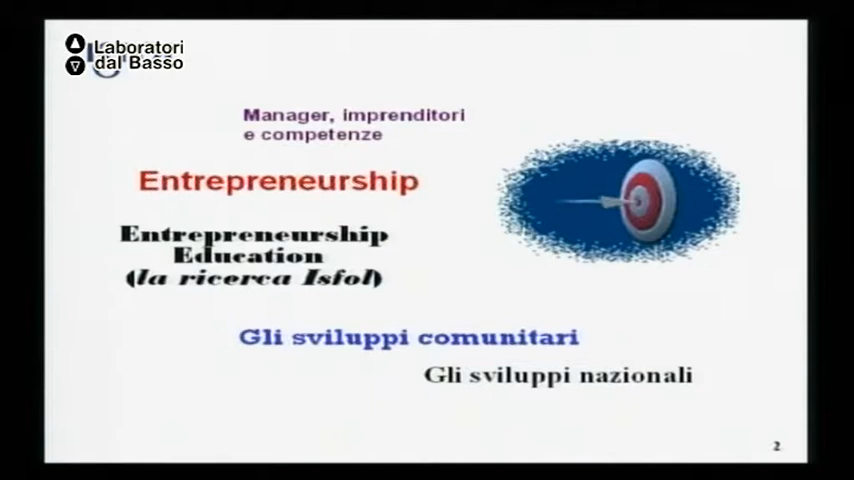 Laboratori
dal Basso
Manager, imprenditori
e competenze
Entrepreneurship
Entrepreneurship
Education
(la ricerca Isfol)
Gli sviluppi comunitari
Gli sviluppi nazionali
2